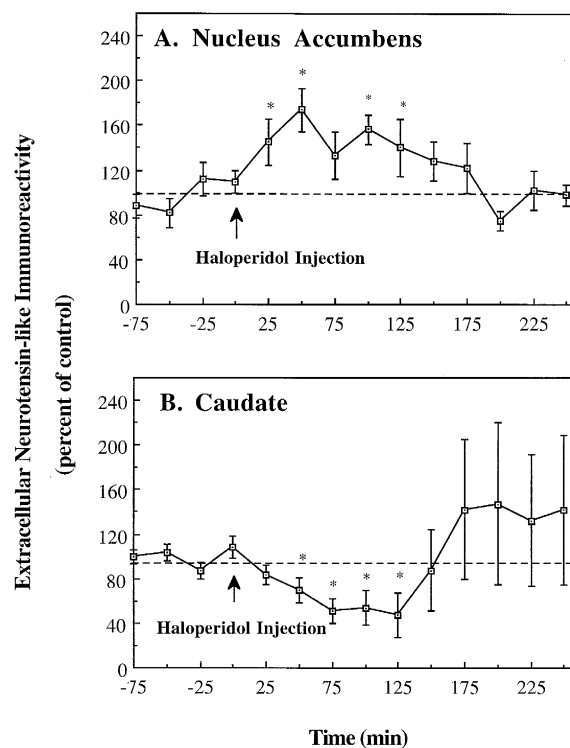 Extracellular Neurotensin-like Immunoreactivity
(percent of control)
A. Nucleus Accumbens
240
200
160
120
80
40
0
* * * *
Haloperidol Injection
-75 -25 25 75 125 175 225
B. Caudate
240
200
160
120
80
40
0
* * * *
Haloperidol Injection
-75 -25 25 75 125 175 225
Time (min)